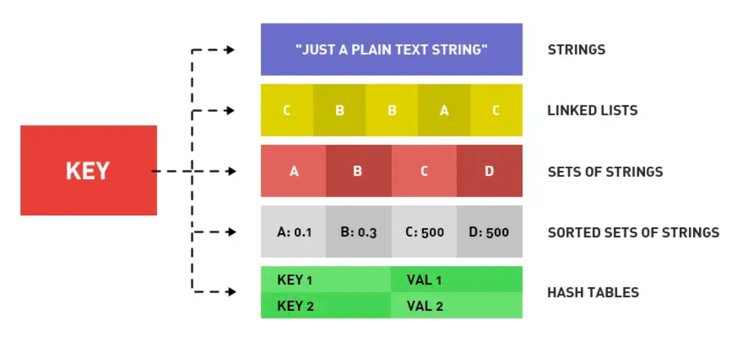 KEY
"JUST A PLAIN TEXT STRING"
STRINGS
C B B A C
LINKED LISTS
A B C D
SETS OF STRINGS
A: 0.1 B: 0.3 C: 500 D: 500
SORTED SETS OF STRINGS
KEY 1 VAL 1
KEY 2 VAL 2
HASH TABLES